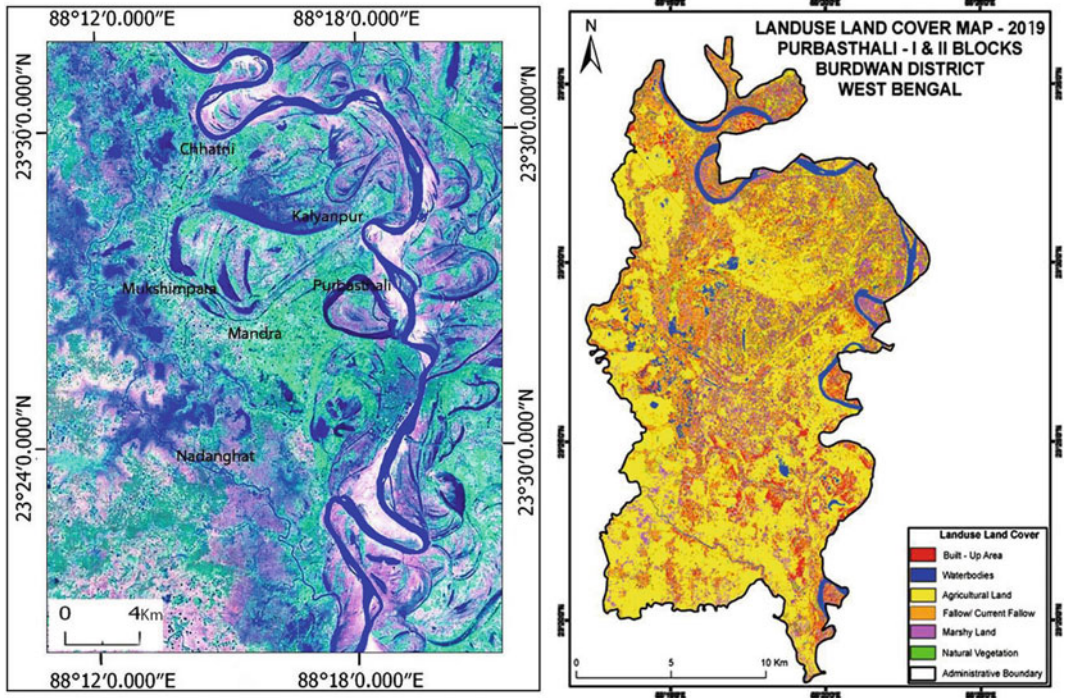 88°12'0.000"E
88°18'0.000"E
23°30'0.000"N
23°30'0.000"N
Chhatni
Kalyanpur
Mukshimpara
Purbasthali
Mandra
23°24'0.000"N
23°30'0.000"N
Nadanghat
0 4Km
88°12'0.000"E
88°18'0.000"E
N
LANDUSE LAND COVER MAP - 2019
PURBASTHALI - I & II BLOCKS
BURDWAN DISTRICT
WEST BENGAL
Landuse Land Cover
Built - Up Area
Waterbodies
Agricultural Land
Fallow/ Current Fallow
Marshy Land
Natural Vegetation
Administrative Boundary
0 5 10 Km